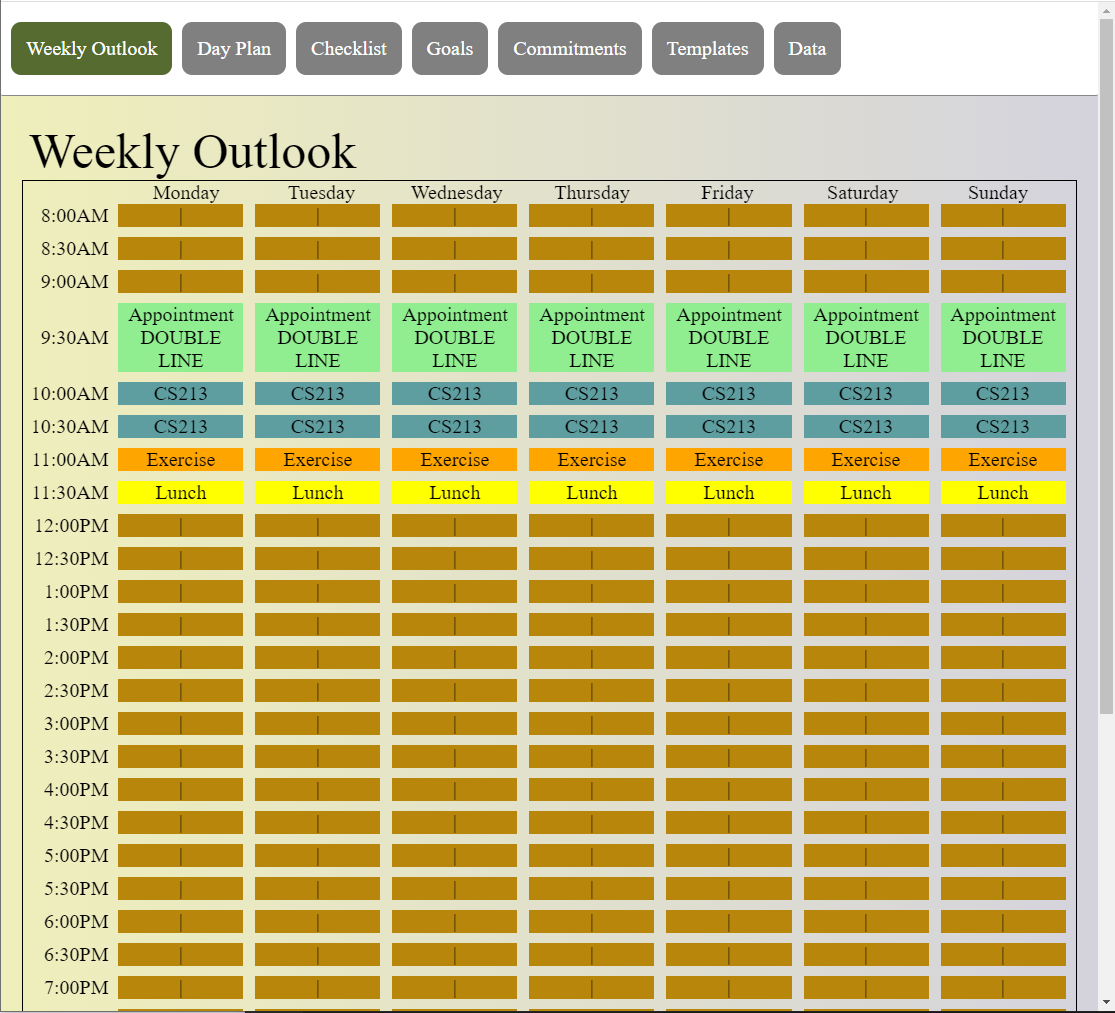 Weekly Outlook Day Plan Checklist Goals Commitments Templates Data
Weekly Outlook
Monday Tuesday Wednesday Thursday Friday Saturday Sunday
8:00AM | | | | | | |
8:30AM | | | | | | |
9:00AM | | | | | | |
Appointment Appointment Appointment Appointment Appointment Appointment Appointment
9:30AM DOUBLE DOUBLE DOUBLE DOUBLE DOUBLE DOUBLE DOUBLE
LINE LINE LINE LINE LINE LINE LINE
10:00AM CS213 CS213 CS213 CS213 CS213 CS213 CS213
10:30AM CS213 CS213 CS213 CS213 CS213 CS213 CS213
11:00AM Exercise Exercise Exercise Exercise Exercise Exercise Exercise
11:30AM Lunch Lunch Lunch Lunch Lunch Lunch Lunch
12:00PM | | | | | | |
12:30PM | | | | | | |
1:00PM | | | | | | |
1:30PM | | | | | | |
2:00PM | | | | | | |
2:30PM | | | | | | |
3:00PM | | | | | | |
3:30PM | | | | | | |
4:00PM | | | | | | |
4:30PM | | | | | | |
5:00PM | | | | | | |
5:30PM | | | | | | |
6:00PM | | | | | | |
6:30PM | | | | | | |
7:00PM | | | | | | |